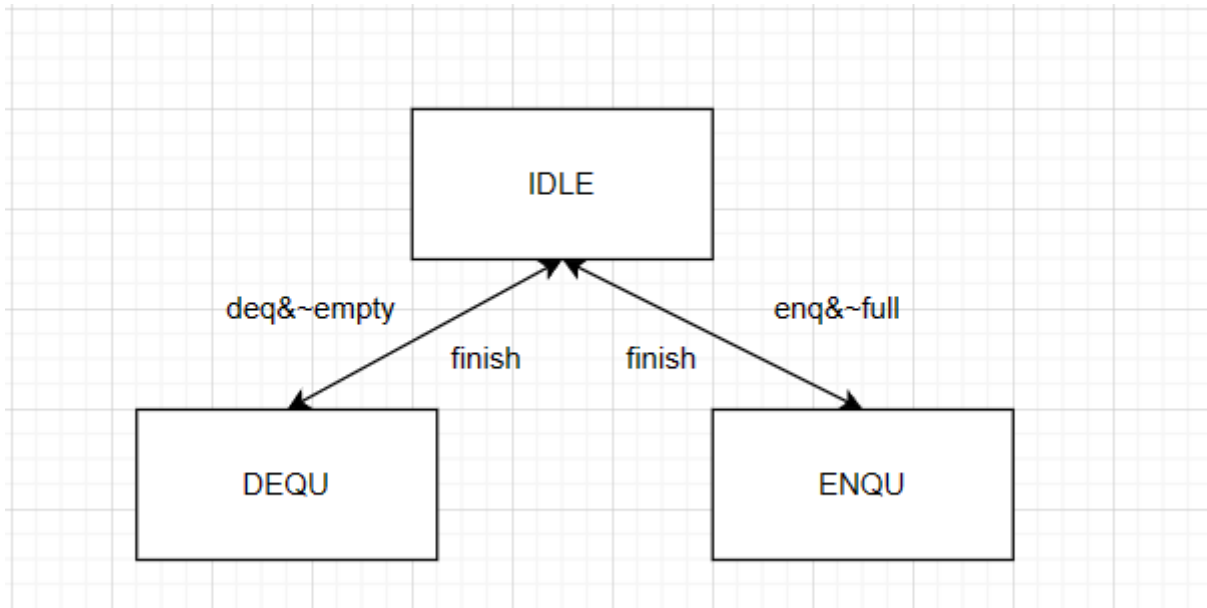 IDLE
deq&~empty
enq&~full
finish
finish
DEQU
ENQU